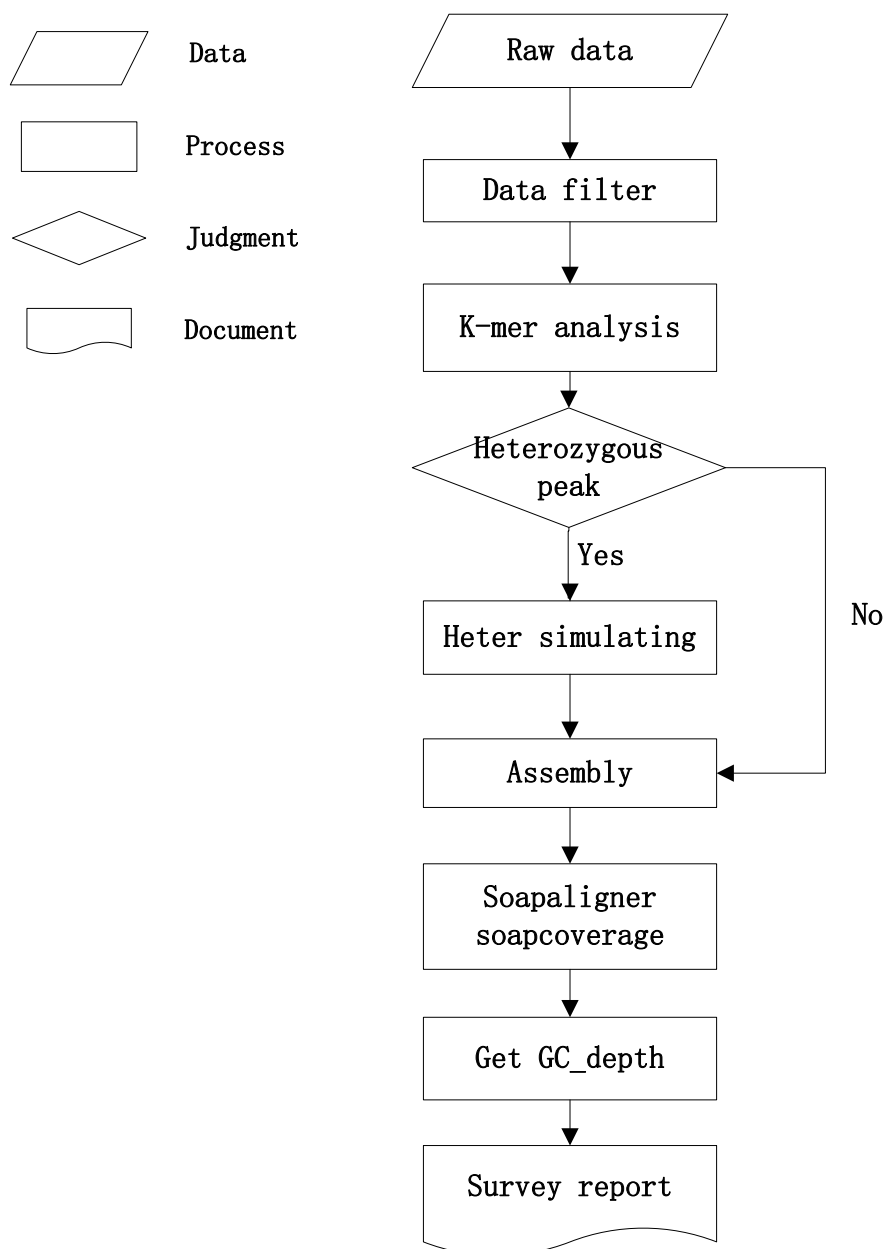 Data
Process
Judgment
Document
Raw data
Data filter
K-mer analysis
Heterozygous
peak
Yes
No
Heter simulating
Assembly
Soapaligner
soapcoverage
Get GC_depth
Survey report